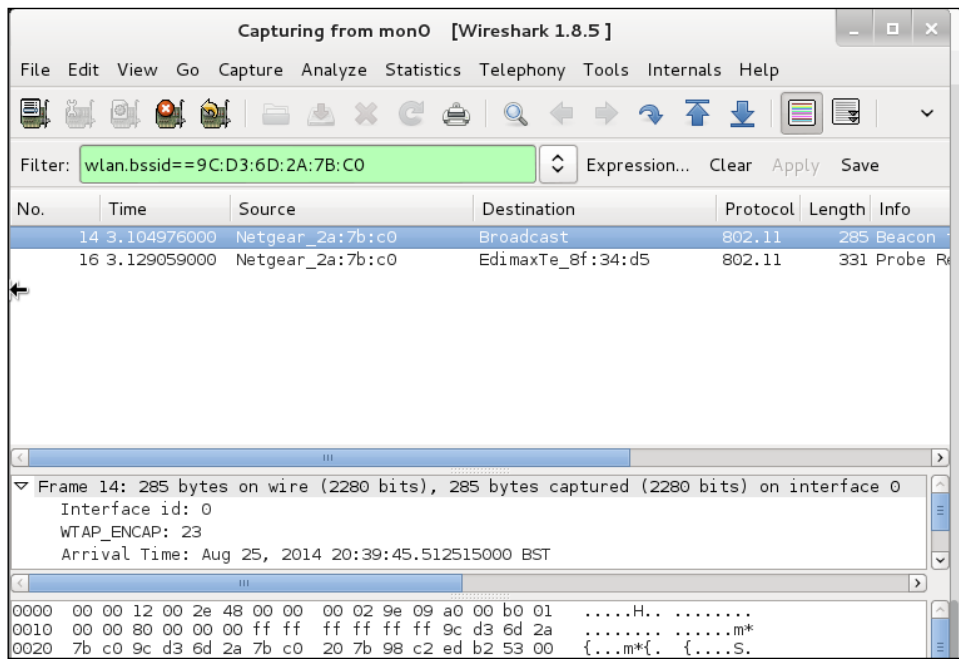 Capturing from mon0 [Wireshark 1.8.5 ]
File Edit View Go Capture Analyze Statistics Telephony Tools Internals Help
Filter: wlan.bssid==9C:D3:6D:2A:7B:C0 Expression... Clear Apply Save
No. Time Source Destination Protocol Length Info
14 3.104976000 Netgear_2a:7b:c0 Broadcast 802.11 285 Beacon
16 3.129059000 Netgear_2a:7b:c0 EdimaxTe_8f:34:d5 802.11 331 Probe Re
Frame 14: 285 bytes on wire (2280 bits), 285 bytes captured (2280 bits) on interface 0
Interface id: 0
WTAP_ENCAP: 23
Arrival Time: Aug 25, 2014 20:39:45.512515000 BST
0000 00 00 12 00 2e 48 00 00 00 02 9e 09 a0 00 b0 01 .....H.. ........
0010 00 00 80 00 00 00 ff ff ff ff ff ff 9c d3 6d 2a ........ ......m*
0020 7b c0 9c d3 6d 2a 7b c0 20 7b 98 c2 ed b2 53 00 {...m*{. {....S.